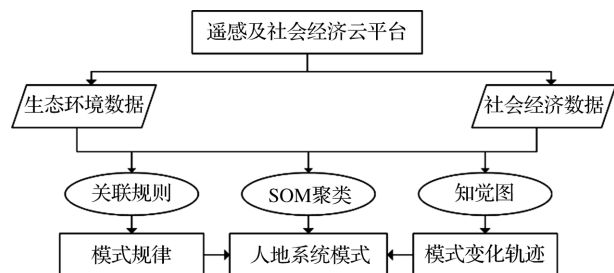 遥感及社会经济云平台
生态环境数据
社会经济数据
关联规则
SOM聚类
知觉图
模式规律
人地系统模式
模式变化轨迹